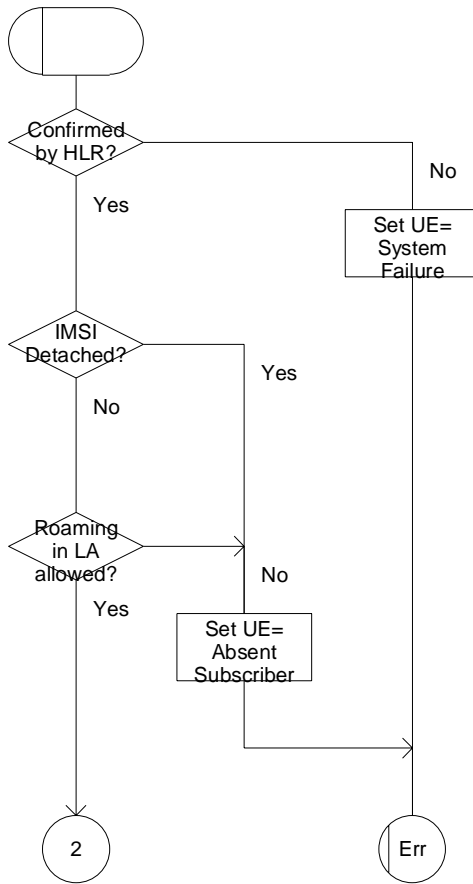 Confirmed
by HLR?
No
Yes
Set UE=
System
Failure
IMSI
Detached?
Yes
No
Roaming
in LA
allowed?
No
Yes
Set UE=
Absent
Subscriber
2
Err